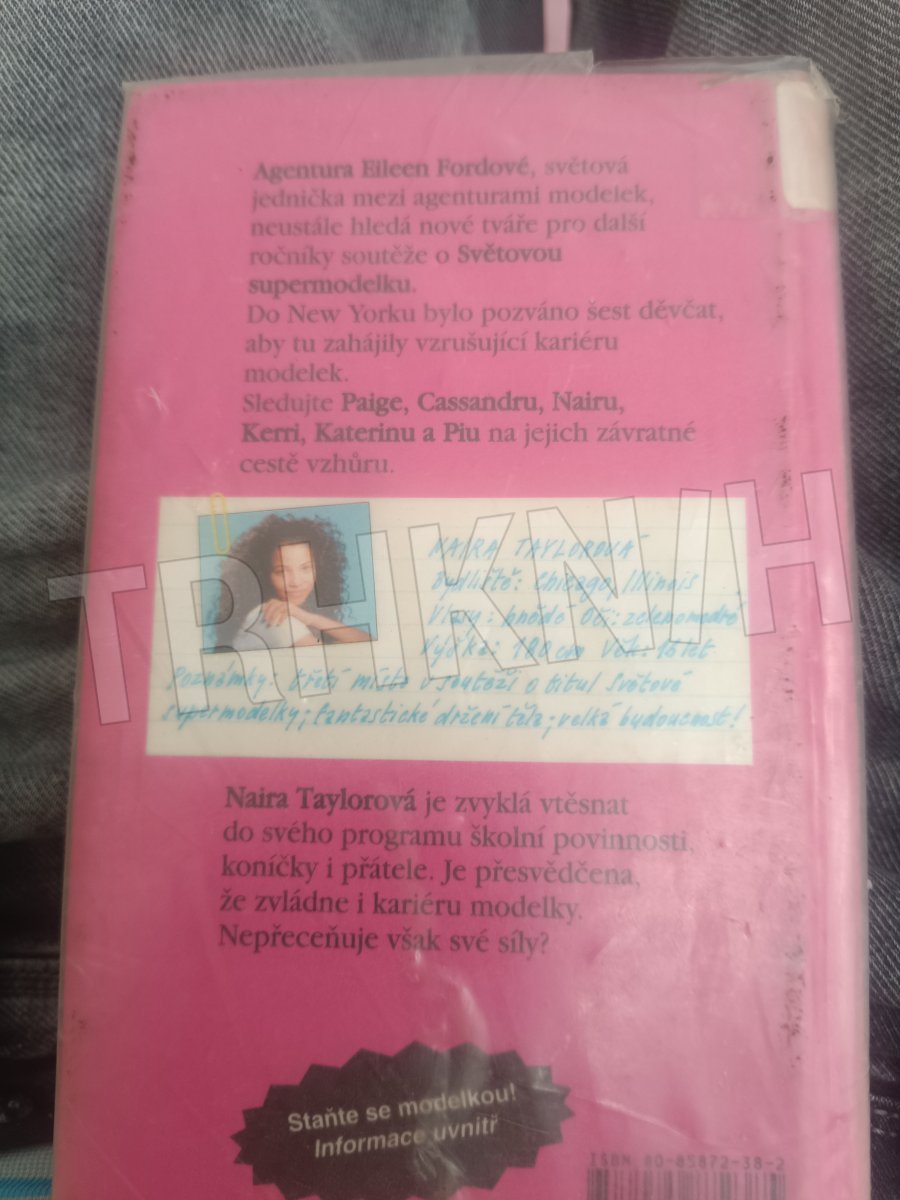 Agentura Eileen Fordové, světová
jednička mezi agenturami modelek,
neustále hledá nové tváře pro další
ročníky soutěže o Světovou
supermodelku.
Do New Yorku bylo pozváno šest děvčat,
aby tu zahájily vzrušující kariéru
modelek.
Sledujte Paige, Cassandru, Nairu,
Kerri, Katerinu a Piu na jejich závratné
cestě vzhůru.
TRHKNIH
NAIRA TAYLOROVÁ
Bydliště: Chicago, Illinois
Vlasy: hnědé Oči: zelenomodré
Výška: 180 cm Věk: 16 let
Poznámky: třetí místo v soutěži o titul Světové
supermodelky; fantastické držení těla; velká budoucnost!
Naira Taylorová je zvyklá vtěsnat
do svého programu školní povinnosti,
koníčky i přátele. Je přesvědčena,
že zvládne i kariéru modelky.
Nepřeceňuje však své síly?
Staňte se modelkou!
Informace uvnitř
ISBN 80-85872-38-2